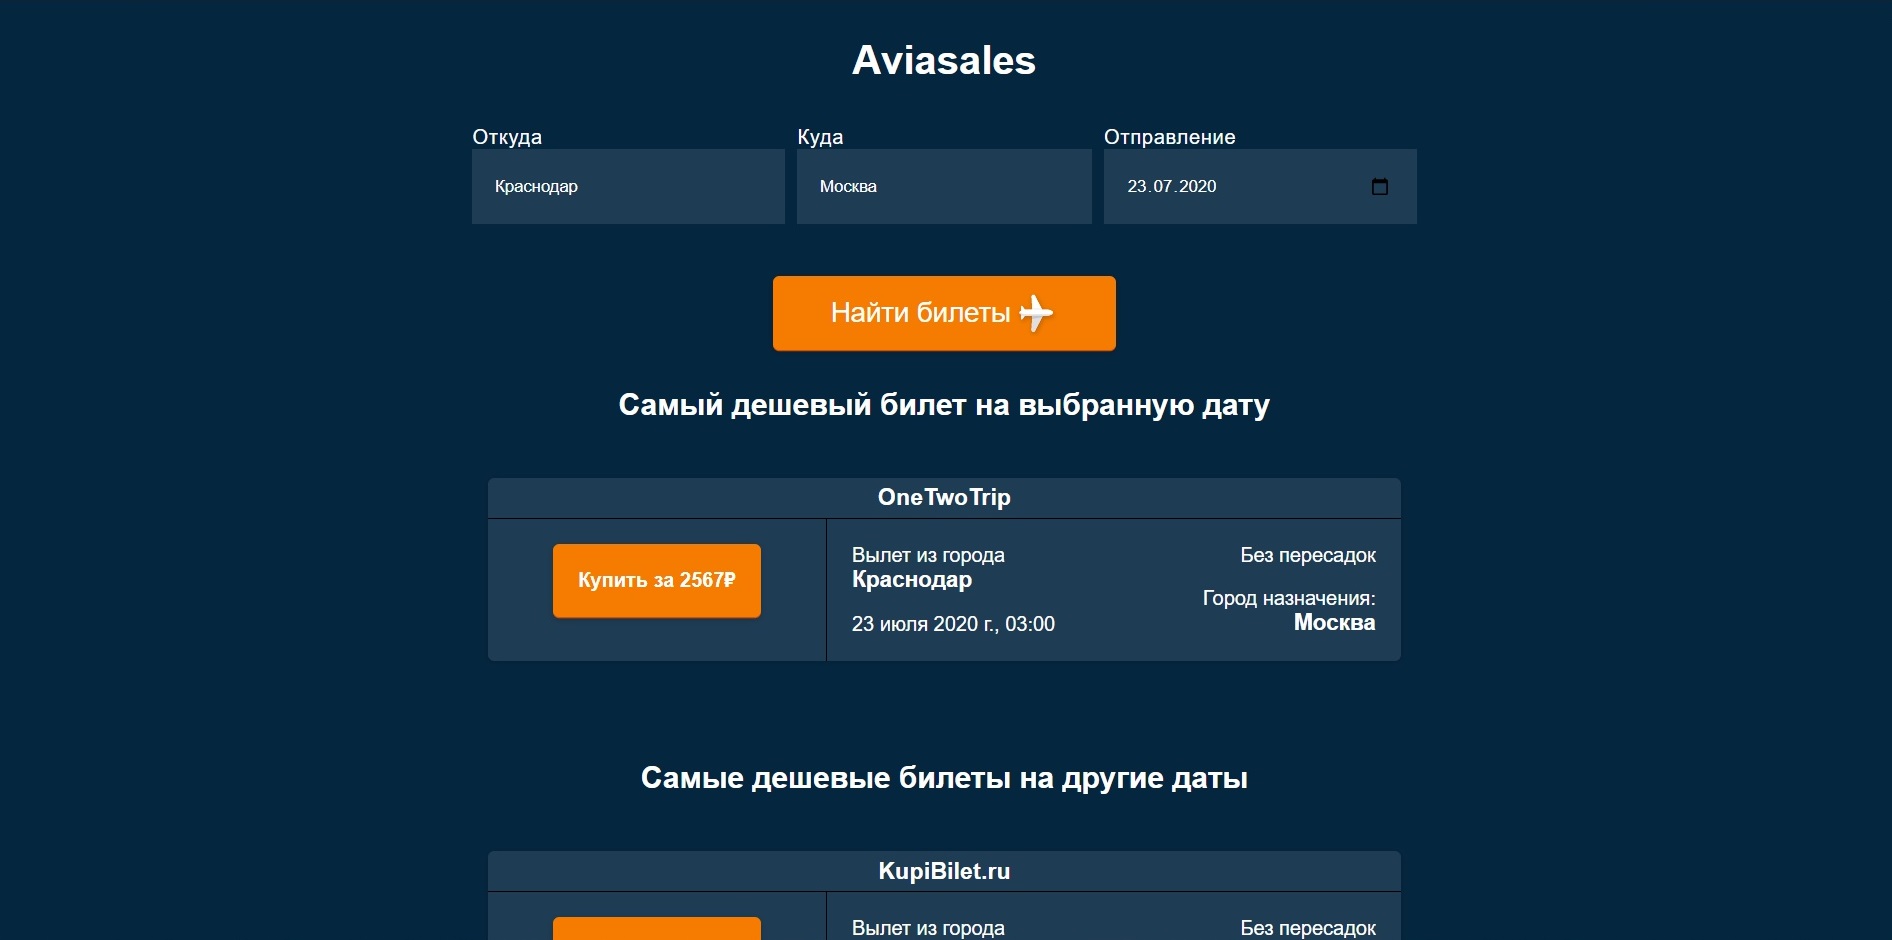 Aviasales
Откуда
Куда
Отправление
Краснодар
Москва
23.07.2020
Найти билеты
Самый дешевый билет на выбранную дату
OneTwoTrip
Купить за 2567₽
Вылет из города
Краснодар
23 июля 2020 г., 03:00
Без пересадок
Город назначения:
Москва
Самые дешевые билеты на другие даты
KupiBilet.ru
Вылет из города
Без пересадок